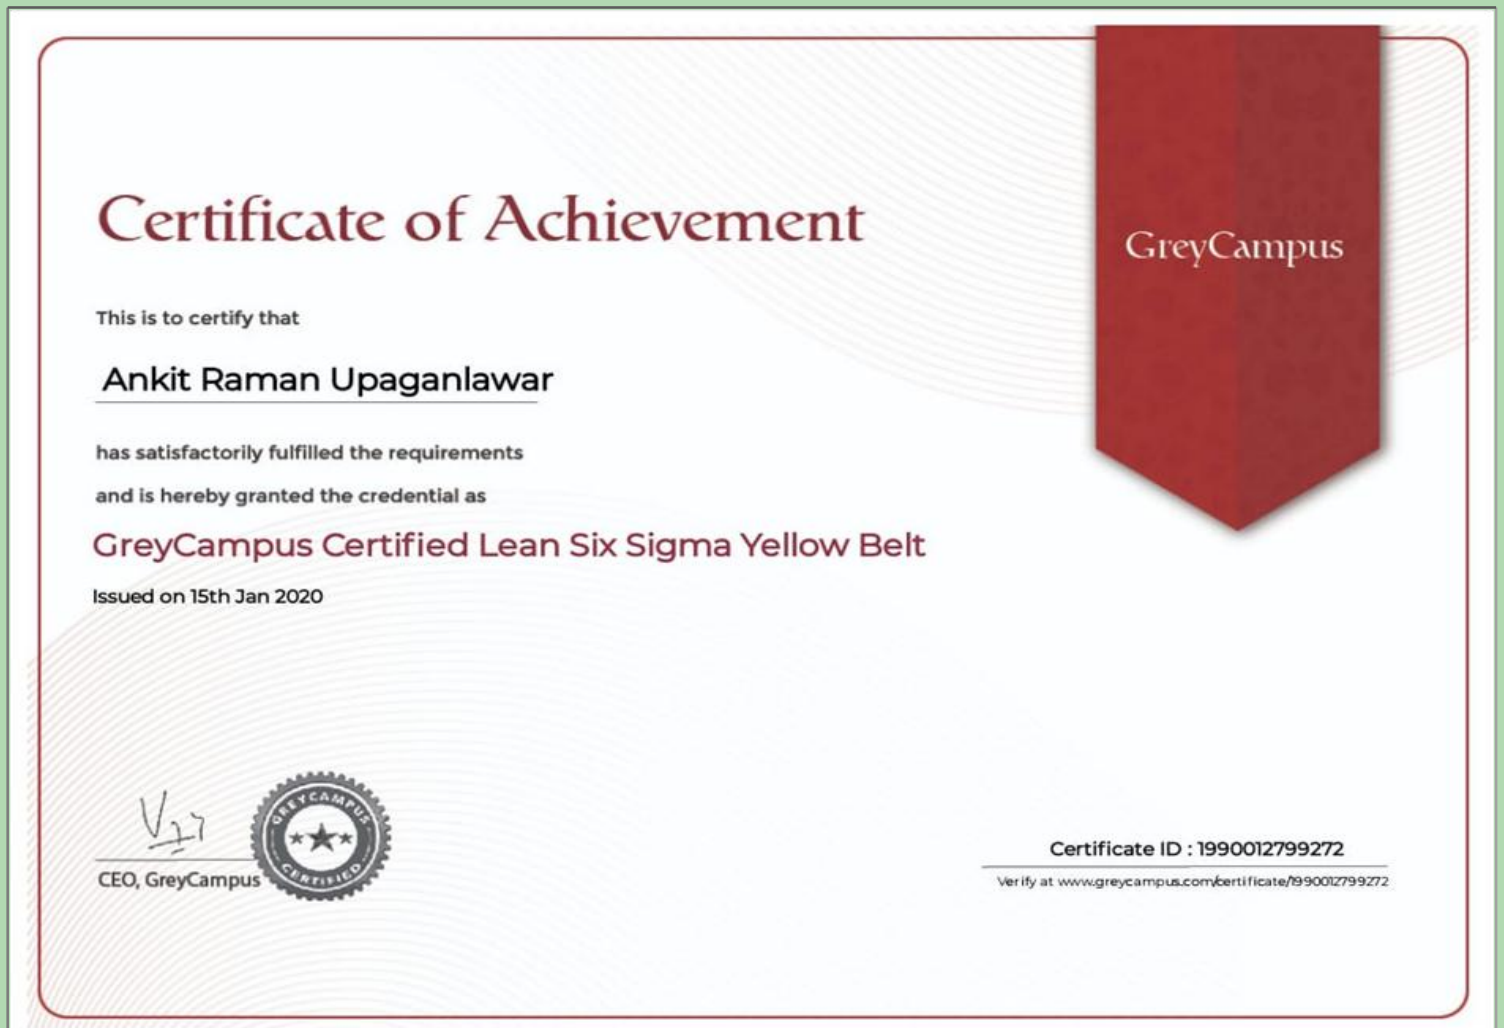 Certificate of Achievement
GreyCampus
This is to certify that
Ankit Raman Upaganlawar
has satisfactorily fulfilled the requirements
and is hereby granted the credential as
GreyCampus Certified Lean Six Sigma Yellow Belt
Issued on 15th Jan 2020
GREYCAMPUS
CERTIFIED
CEO, GreyCampus
Certificate ID : 1990012799272
Verify at www.greycampus.com/certificate/1990012799272